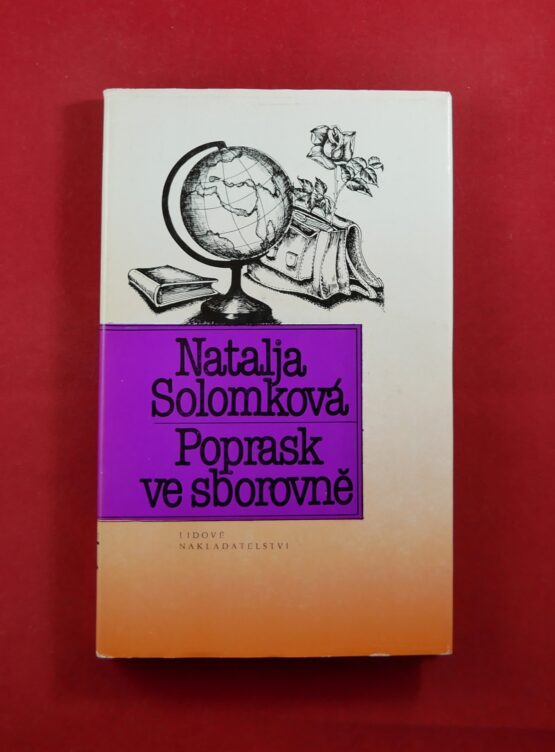 Natalja
Solomková
Poprask
ve sborovně
LIDOVÉ
NAKLADATELSTVÍ